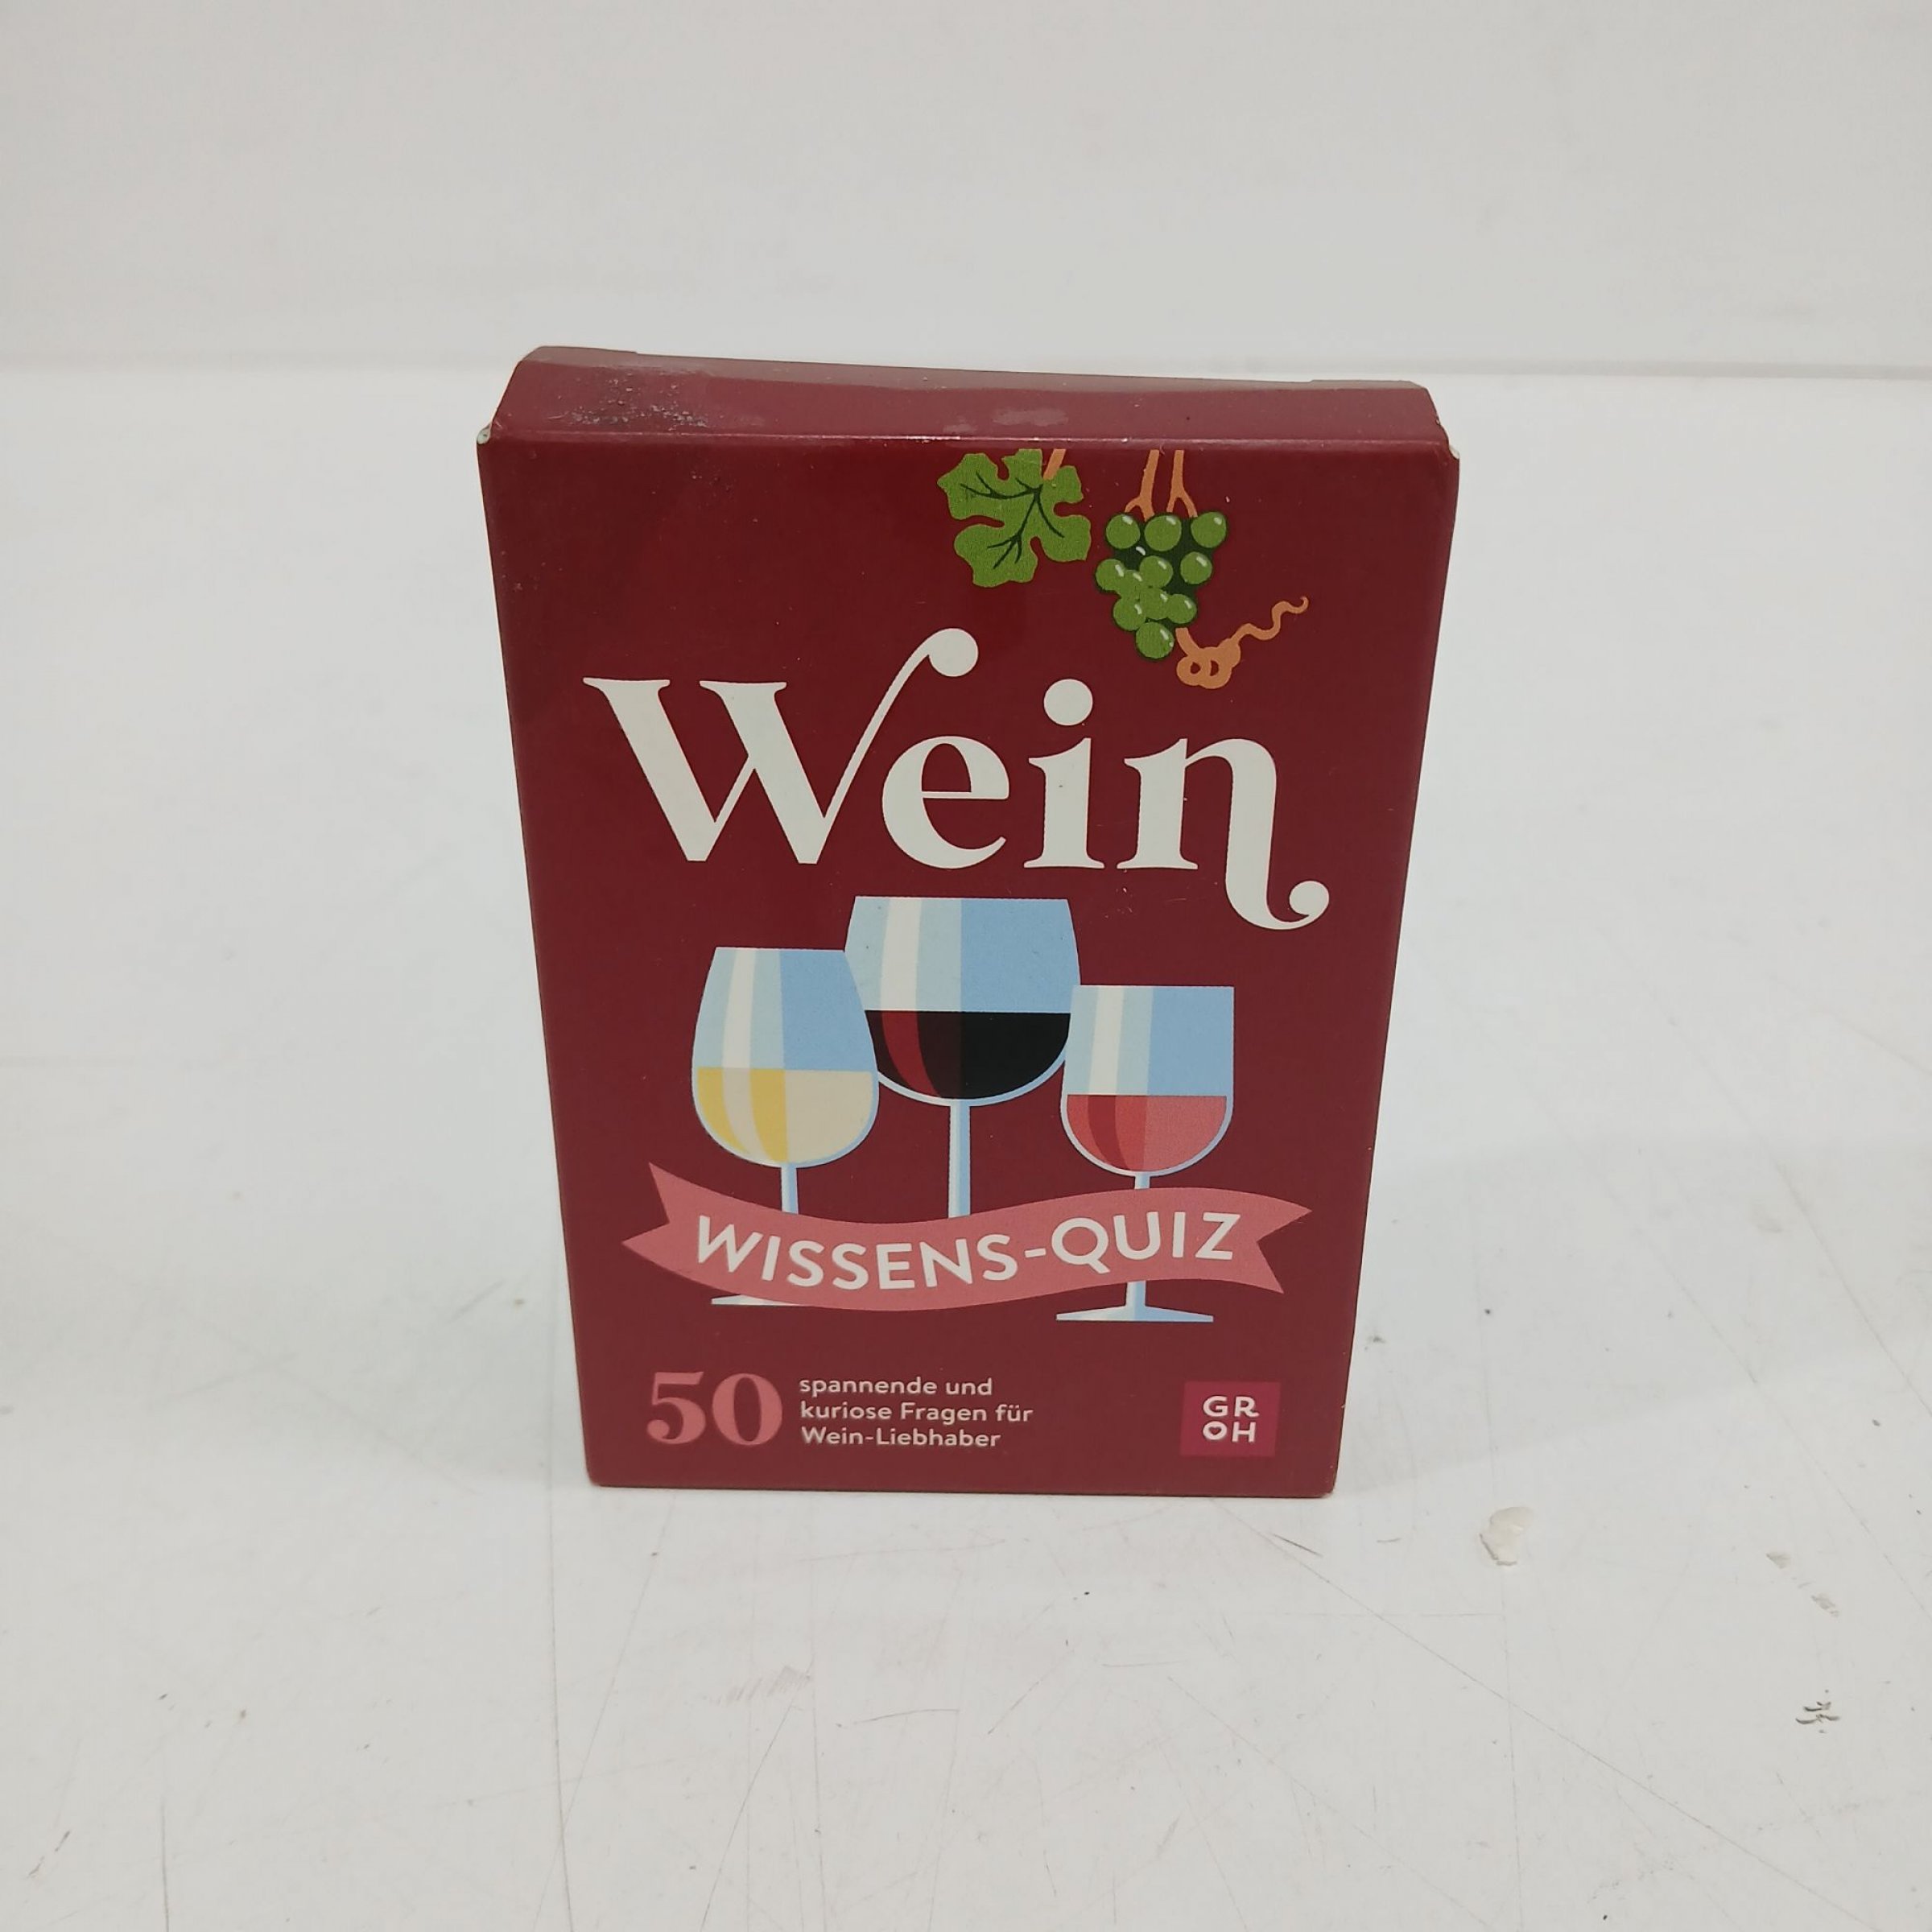 Wein
WISSENS-QUIZ
50
spannende und
kuriose Fragen für
Wein-Liebhaber
GR
OH